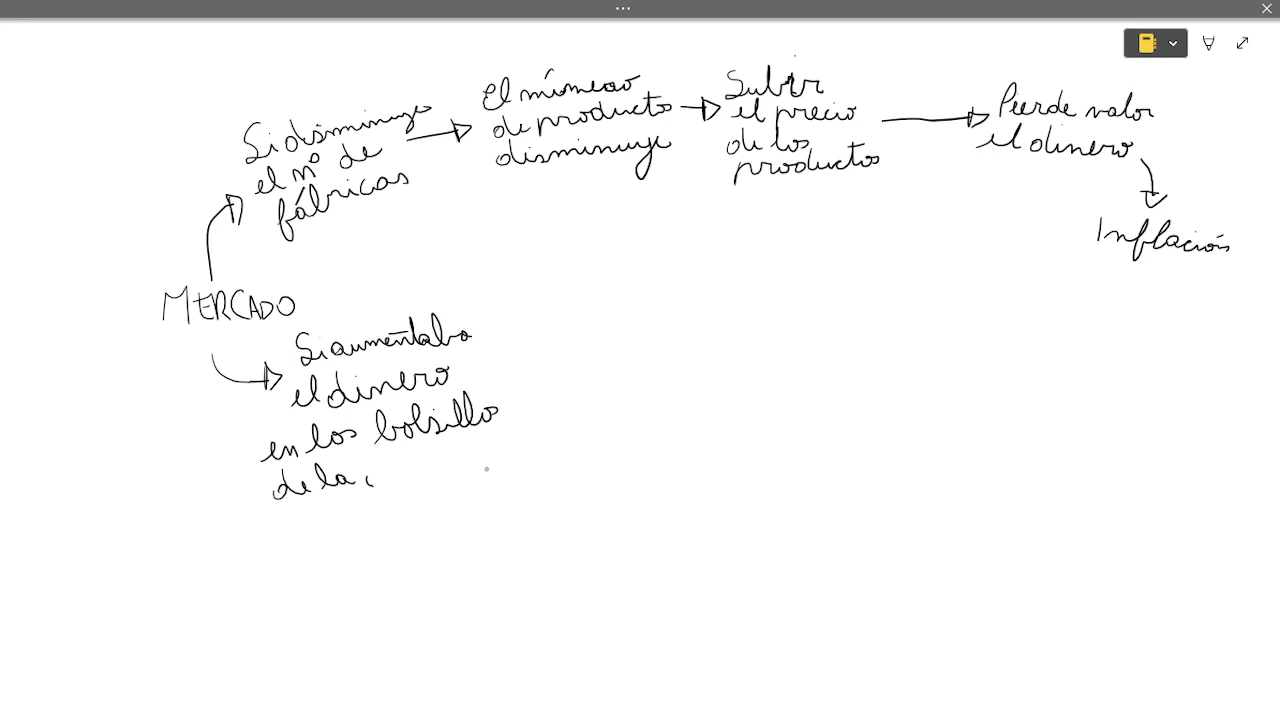 Si disminuye
el nº de
fábricas
El número
de producto
disminuye
Subir
el precio
de los
productos
Pierde valor
el dinero
Inflación
MERCADO
Si aumentaba
el dinero
en los bolsillo
de la